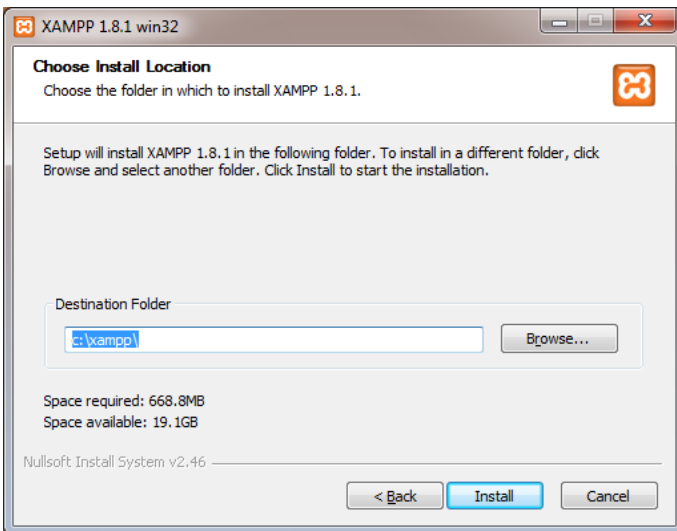 XAMPP 1.8.1 win32
Choose Install Location
Choose the folder in which to install XAMPP 1.8.1.
Setup will install XAMPP 1.8.1 in the following folder. To install in a different folder, click
Browse and select another folder. Click Install to start the installation.
Destination Folder
c:\xampp\
Browse...
Space required: 668.8MB
Space available: 19.1GB
Nullsoft Install System v2.46
< Back
Install
Cancel